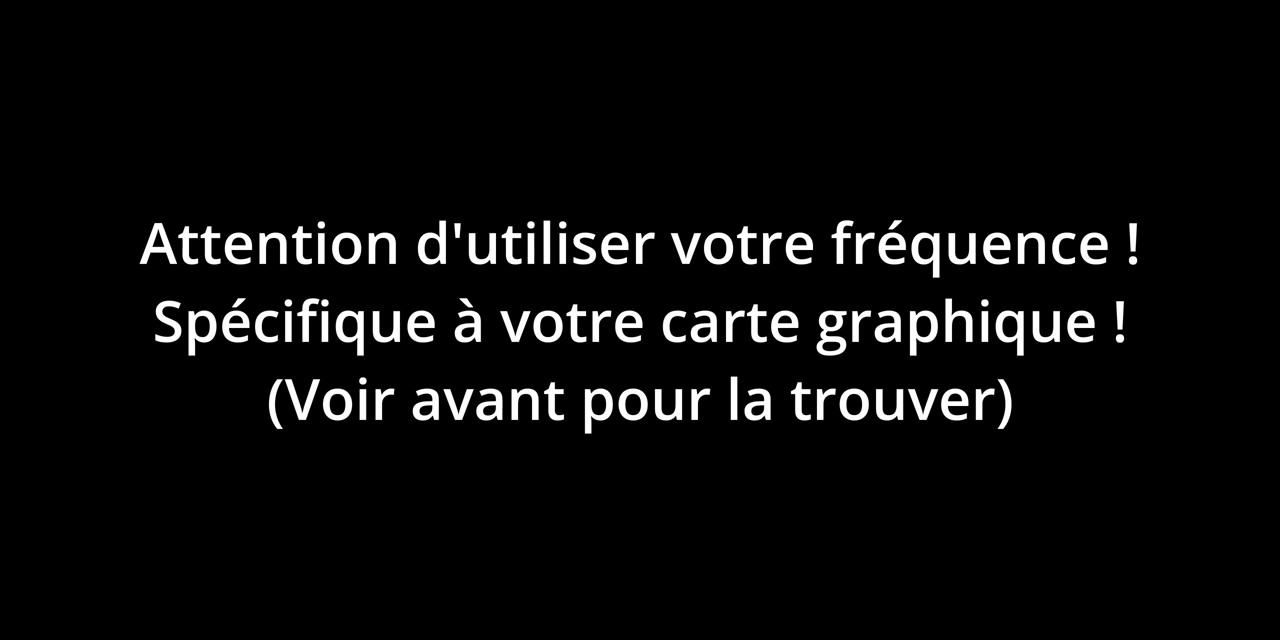 Attention d'utiliser votre fréquence !
Spécifique à votre carte graphique !
(Voir avant pour la trouver)